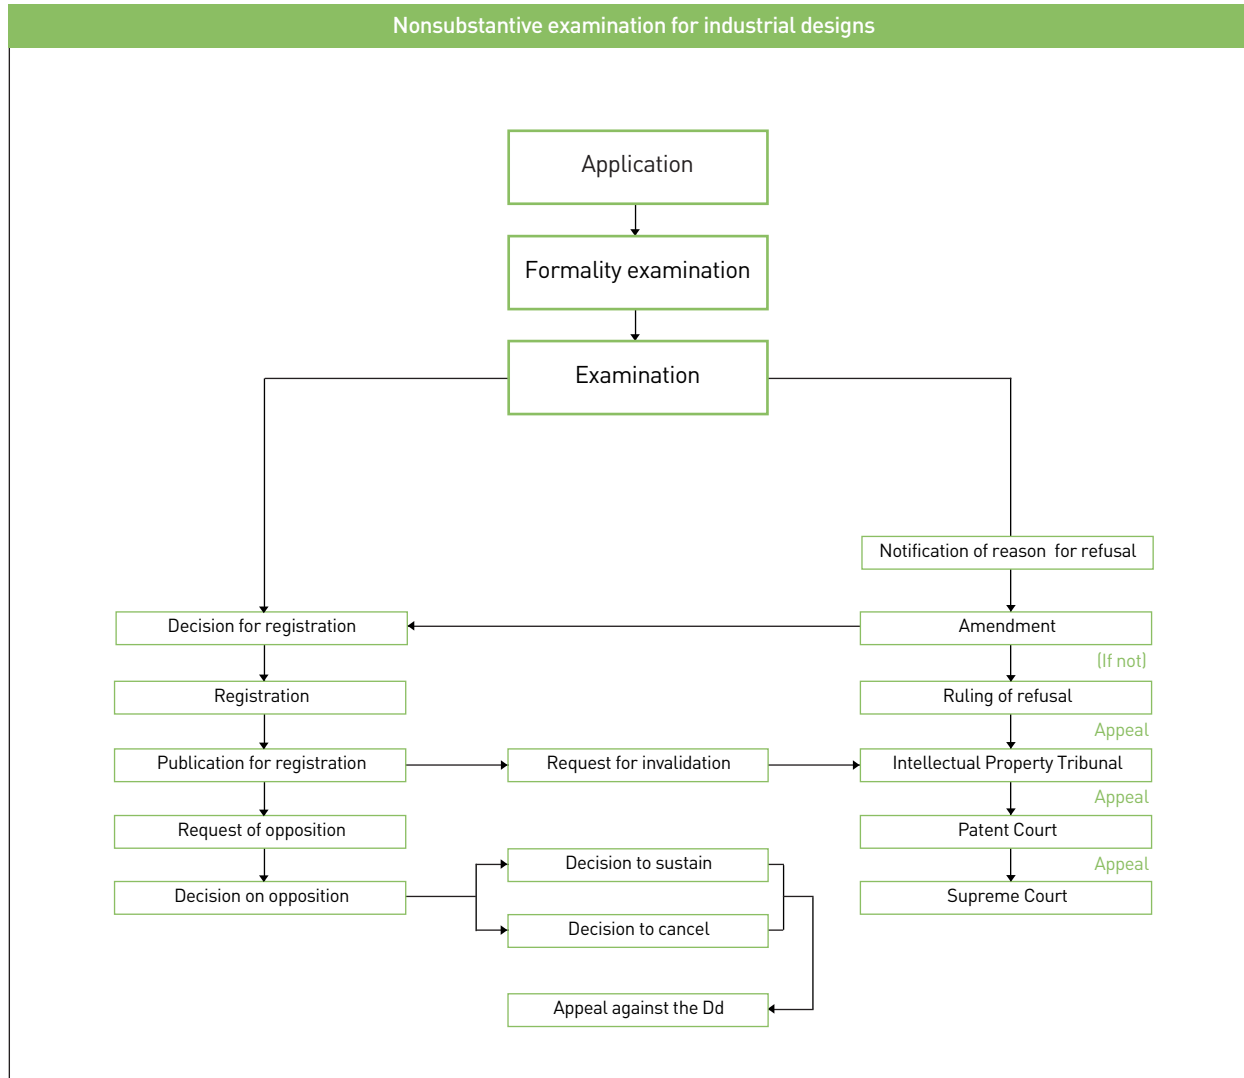 Nonsubstantive examination for industrial designs
Application
Formality examination
Examination
Notification of reason for refusal
Decision for registration
Amendment
(If not)
Registration
Ruling of refusal
Appeal
Publication for registration
Request for invalidation
Intellectual Property Tribunal
Appeal
Request of opposition
Patent Court
Decision to sustain
Appeal
Decision on opposition
Supreme Court
Decision to cancel
Appeal against the Dd